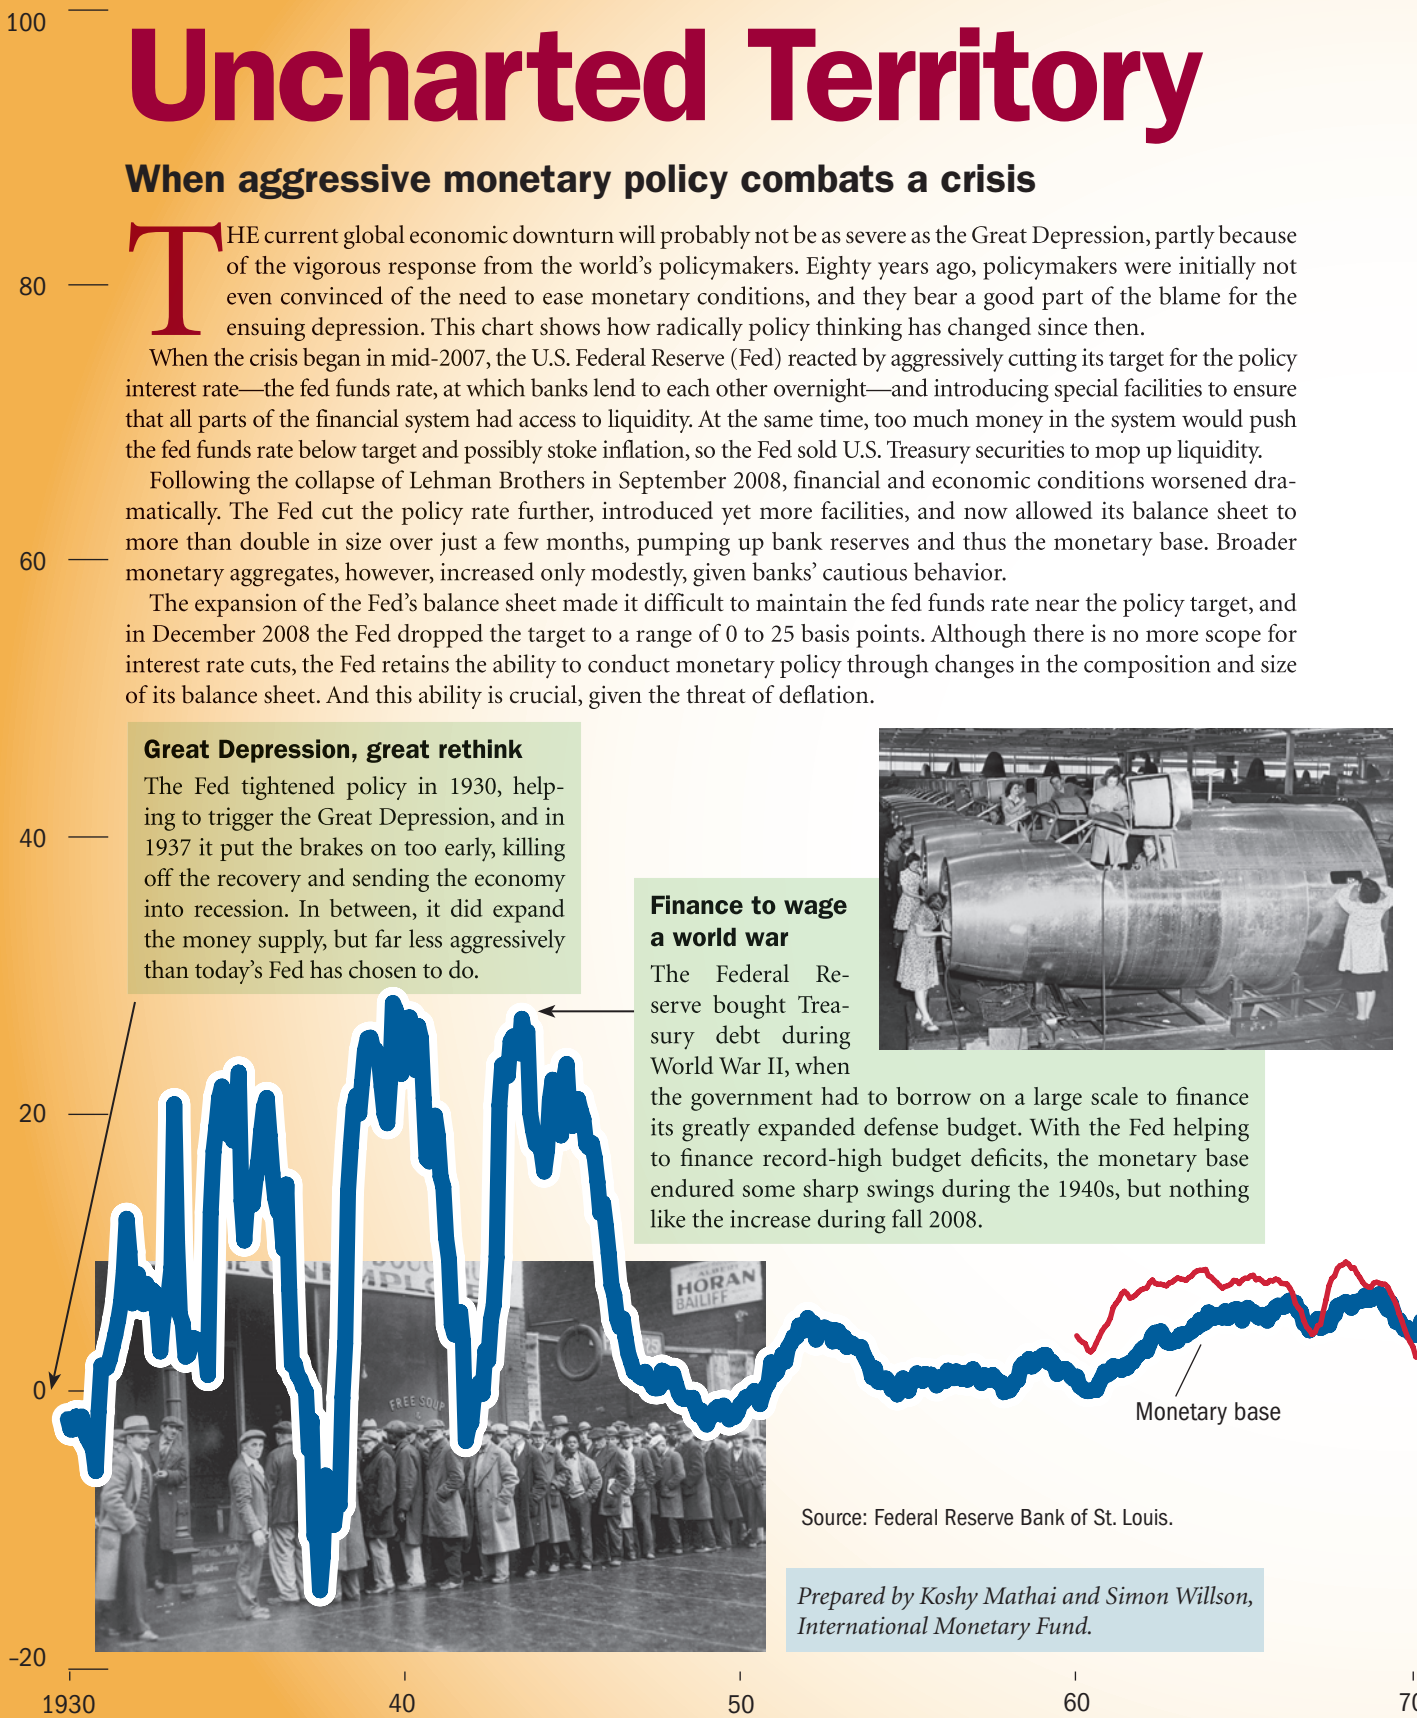 100
Uncharted Territory
When aggressive monetary policy combats a crisis
THE current global economic downturn will probably not be as severe as the Great Depression, partly because
of the vigorous response from the world's policymakers. Eighty years ago, policymakers were initially not
80
even convinced of the need to ease monetary conditions, and they bear a good part of the blame for the
ensuing depression. This chart shows how radically policy thinking has changed since then.
When the crisis began in mid-2007, the U.S. Federal Reserve (Fed) reacted by aggressively cutting its target for the policy
interest rate—the fed funds rate, at which banks lend to each other overnight—and introducing special facilities to ensure
that all parts of the financial system had access to liquidity. At the same time, too much money in the system would push
the fed funds rate below target and possibly stoke inflation, so the Fed sold U.S. Treasury securities to mop up liquidity.
Following the collapse of Lehman Brothers in September 2008, financial and economic conditions worsened dra-
matically. The Fed cut the policy rate further, introduced yet more facilities, and now allowed its balance sheet to
more than double in size over just a few months, pumping up bank reserves and thus the monetary base. Broader
60
monetary aggregates, however, increased only modestly, given banks' cautious behavior.
The expansion of the Fed's balance sheet made it difficult to maintain the fed funds rate near the policy target, and
in December 2008 the Fed dropped the target to a range of 0 to 25 basis points. Although there is no more scope for
interest rate cuts, the Fed retains the ability to conduct monetary policy through changes in the composition and size
of its balance sheet. And this ability is crucial, given the threat of deflation.
Great Depression, great rethink
The Fed tightened policy in 1930, help-
ing to trigger the Great Depression, and in
40
1937 it put the brakes on too early, killing
off the recovery and sending the economy
into recession. In between, it did expand
the money supply, but far less aggressively
than today's Fed has chosen to do.
Finance to wage
a world war
The Federal Re-
serve bought Trea-
sury debt during
World War II, when
the government had to borrow on a large scale to finance
its greatly expanded defense budget. With the Fed helping
to finance record-high budget deficits, the monetary base
endured some sharp swings during the 1940s, but nothing
like the increase during fall 2008.
20
HORAN
BAILIFF
FREE SOUP
0
Monetary base
Source: Federal Reserve Bank of St. Louis.
Prepared by Koshy Mathai and Simon Willson,
International Monetary Fund.
–20
1930 40 50 60